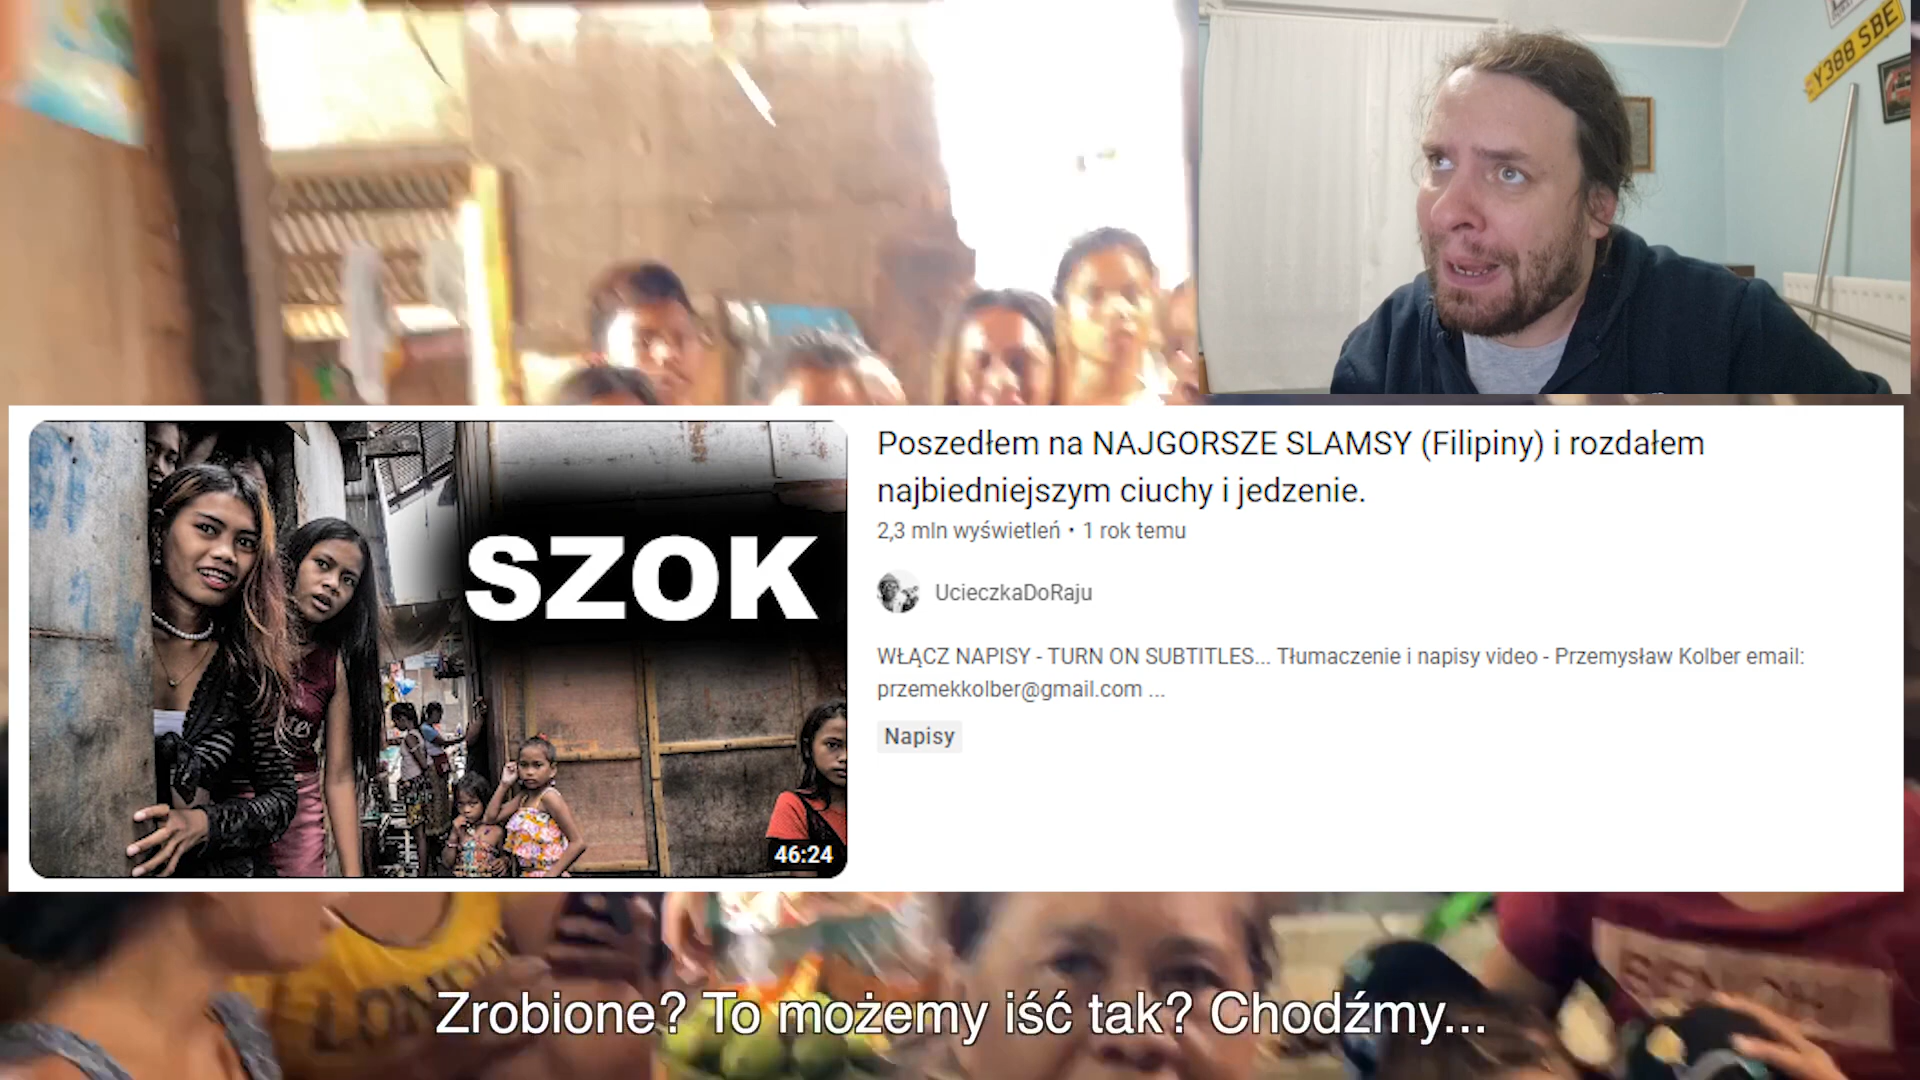 Y388 SBE
Poszedłem na NAJGORSZE SLAMSY (Filipiny) i rozdałem
najbiedniejszym ciuchy i jedzenie.
2,3 mln wyświetleń • 1 rok temu
SZOK
UcieczkaDoRaju
WŁĄCZ NAPISY - TURN ON SUBTITLES... Tłumaczenie i napisy video - Przemysław Kolber email:
przemekkolber@gmail.com ...
Napisy
46:24
Zrobione? To możemy iść tak? Chodźmy...